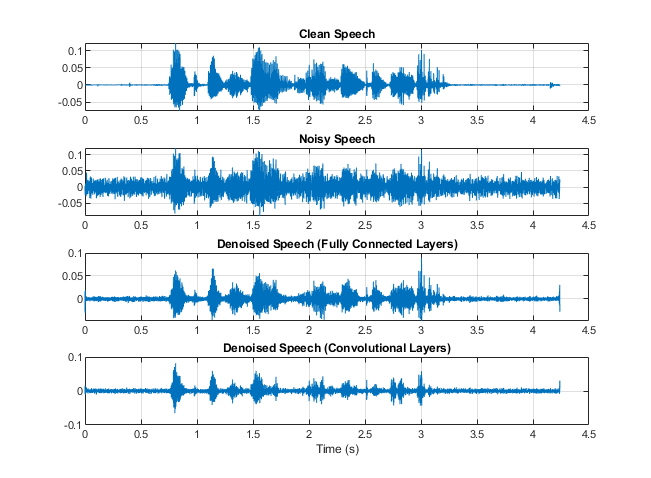 Clean Speech
0.1
0.05
0
-0.05
0 0.5 1 1.5 2 2.5 3 3.5 4 4.5
Noisy Speech
0.1
0.05
0
-0.05
0 0.5 1 1.5 2 2.5 3 3.5 4 4.5
Denoised Speech (Fully Connected Layers)
0.1
0.05
0
0 0.5 1 1.5 2 2.5 3 3.5 4 4.5
Denoised Speech (Convolutional Layers)
0.1
0
-0.1
0 0.5 1 1.5 2 2.5 3 3.5 4 4.5
Time (s)